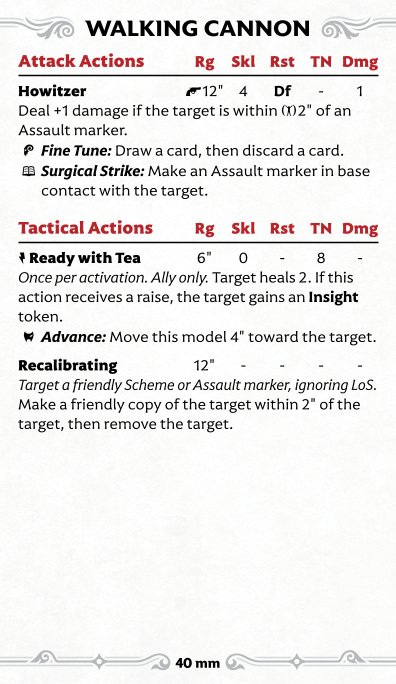 WALKING CANNON
Attack Actions Rg Skl Rst TN Dmg
Howitzer 12" 4 Df - 1
Deal +1 damage if the target is within 2" of an
Assault marker.
Fine Tune: Draw a card, then discard a card.
Surgical Strike: Make an Assault marker in base
contact with the target.
Tactical Actions Rg Skl Rst TN Dmg
Ready with Tea 6" 0 - 8 -
Once per activation. Ally only. Target heals 2. If this
action receives a raise, the target gains an Insight
token.
Advance: Move this model 4" toward the target.
Recalibrating 12" - - - -
Target a friendly Scheme or Assault marker, ignoring LoS.
Make a friendly copy of the target within 2" of the
target, then remove the target.
40 mm